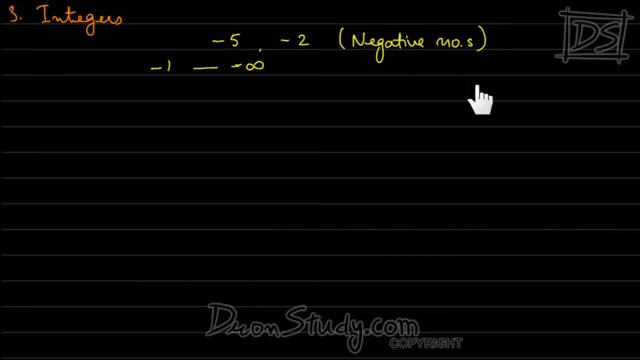 3. Integers
DS
-5, -2 (Negative no.s)
-1 — -∞
DronStudy.com
COPYRIGHT